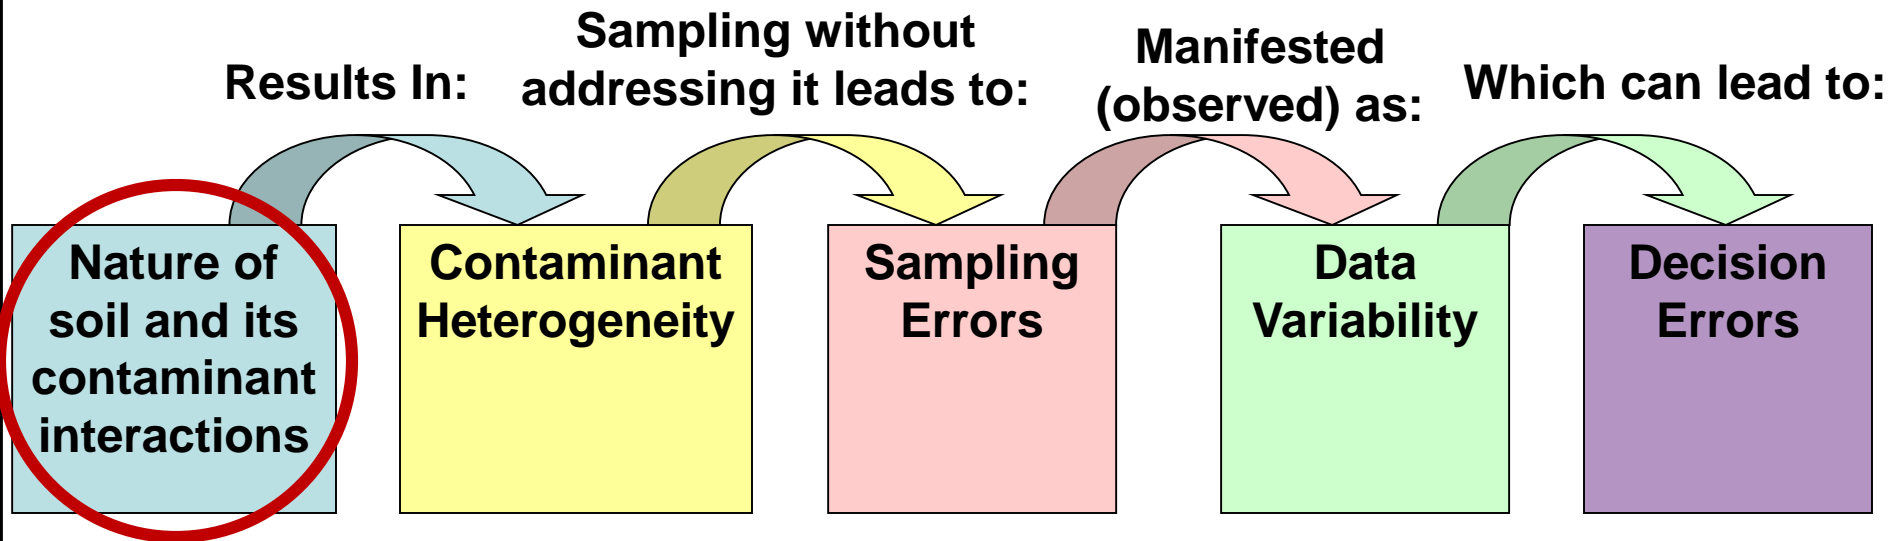 Results In:
Sampling without
addressing it leads to:
Manifested
(observed) as:
Which can lead to:
Nature of
soil and its
contaminant
interactions
Contaminant
Heterogeneity
Sampling
Errors
Data
Variability
Decision
Errors